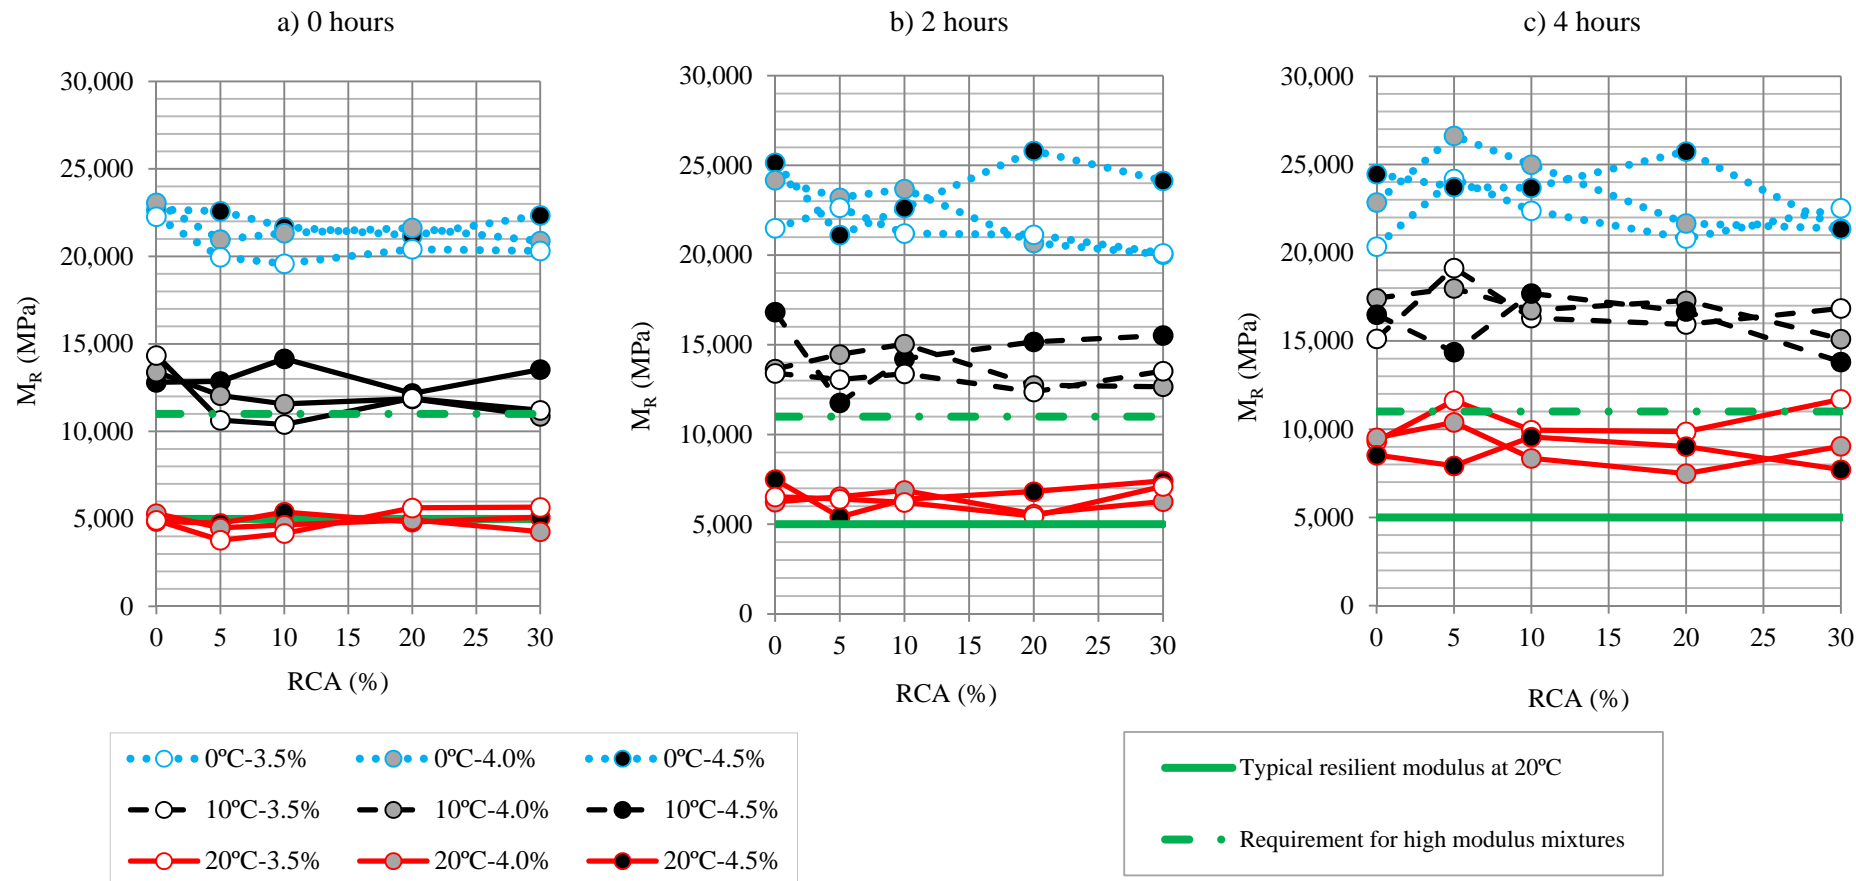 a) 0 hours
b) 2 hours
c) 4 hours
30,000
25,000
20,000
15,000
10,000
5,000
0
M_R (MPa)
0 5 10 15 20 25 30
RCA (%)
30,000
25,000
20,000
15,000
10,000
5,000
0
M_R (MPa)
0 5 10 15 20 25 30
RCA (%)
30,000
25,000
20,000
15,000
10,000
5,000
0
M_R (MPa)
0 5 10 15 20 25 30
RCA (%)
0ºC-3.5% 0ºC-4.0% 0ºC-4.5%
10ºC-3.5% 10ºC-4.0% 10ºC-4.5%
20ºC-3.5% 20ºC-4.0% 20ºC-4.5%
Typical resilient modulus at 20ºC
Requirement for high modulus mixtures